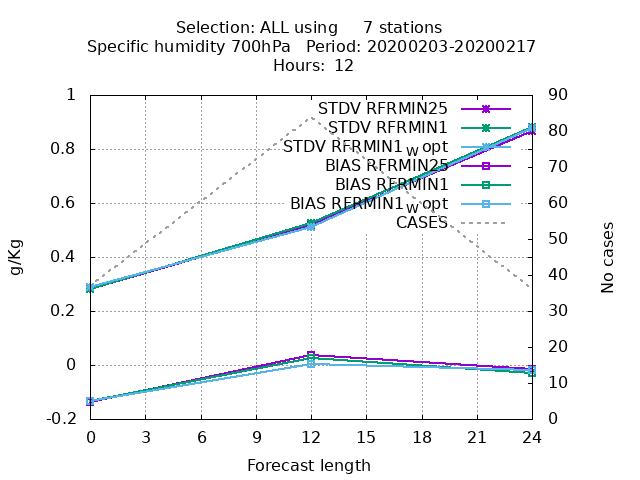 Selection: ALL using 7 stations
Specific humidity 700hPa Period: 20200203-20200217
Hours: 12
1
0.8
0.6
0.4
0.2
0
-0.2
g/Kg
90
80
70
60
50
40
30
20
10
0
No cases
STDV RFRMIN25
STDV RFRMIN1
STDV RFRMIN1_W opt
BIAS RFRMIN25
BIAS RFRMIN1
BIAS RFRMIN1_W opt
CASES
0 3 6 9 12 15 18 21 24
Forecast length